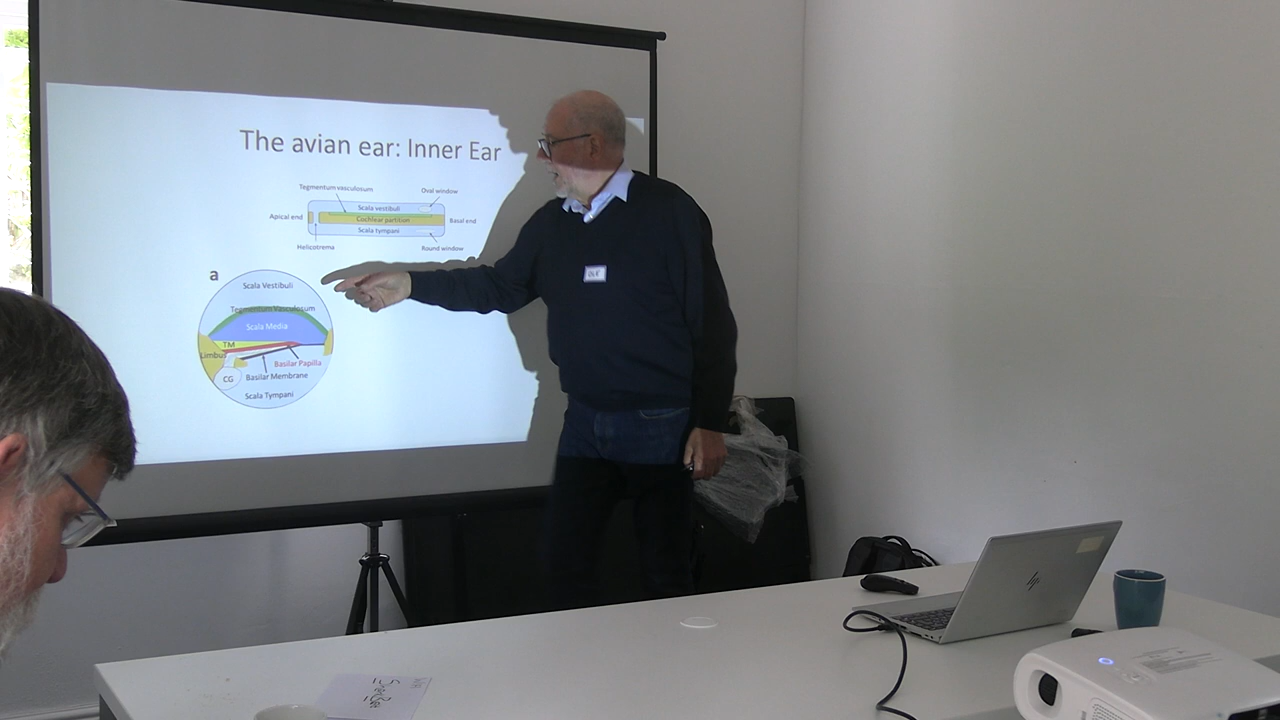 The avian ear: Inner Ear
Tegmentum vasculosum
Oval window
Scala vestibuli
Apical end
Cochlear partition
Basal end
Scala tympani
Helicotrema
Round window
a
Scala Vestibuli
Tegmentum Vasculosum
Scala Media
TM
Limbus
Basilar Papilla
CG
Basilar Membrane
Scala Tympani
hp